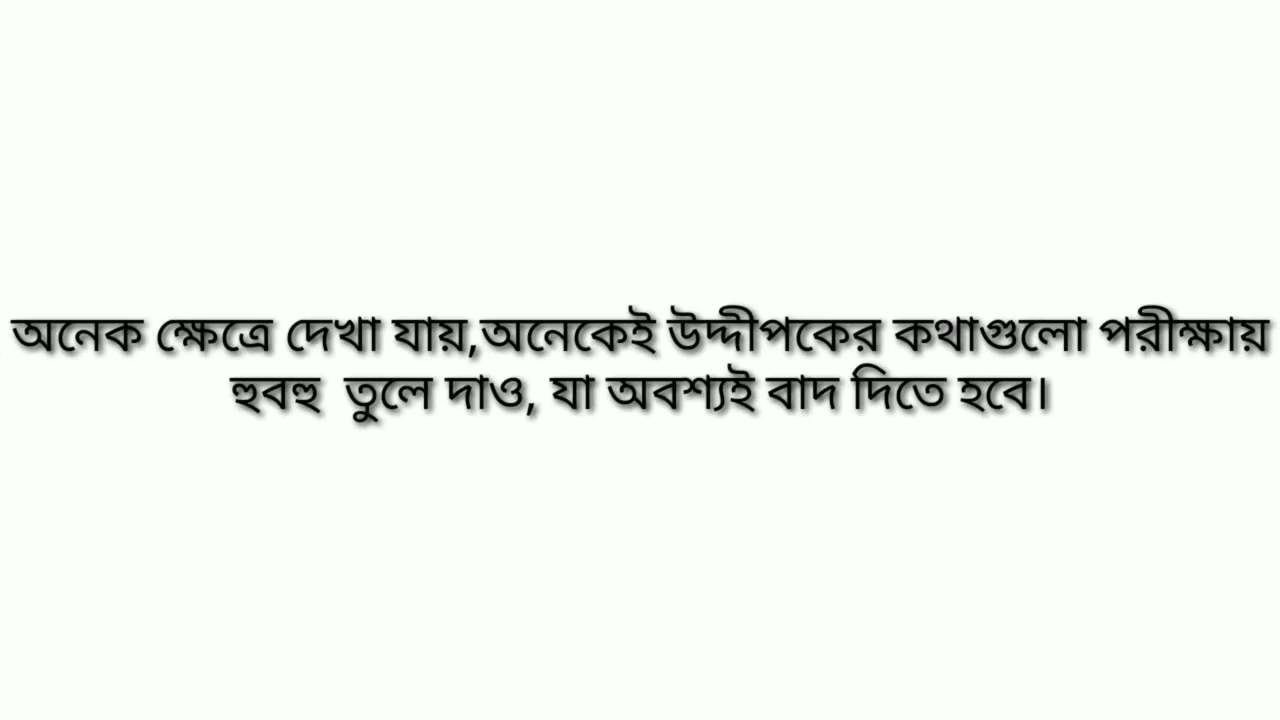 অনেক ক্ষেত্রে দেখা যায়,অনেকেই উদ্দীপকের কথাগুলো পরীক্ষায়
হুবহু  তুলে দাও, যা অবশ্যই বাদ দিতে হবে।